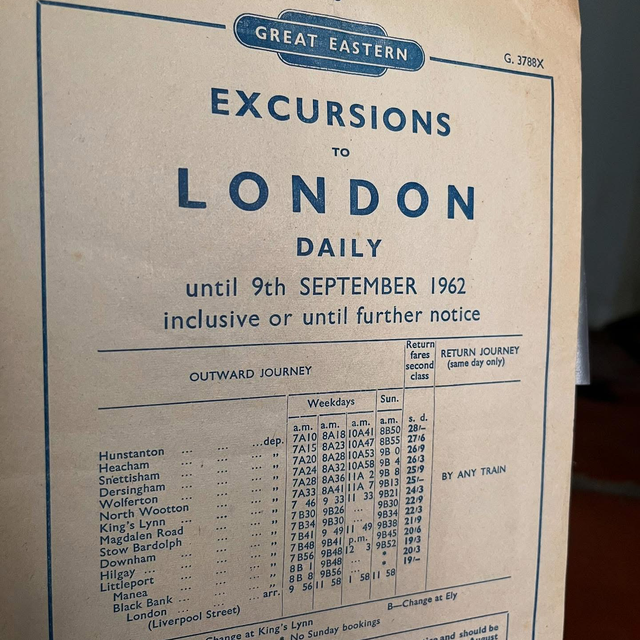 GREAT EASTERN
G. 3788X
EXCURSIONS
TO
LONDON
DAILY
until 9th SEPTEMBER 1962
inclusive or until further notice
OUTWARD JOURNEY
Return fares second class
RETURN JOURNEY
(same day only)
Weekdays Sun.
a.m. a.m. a.m. a.m. s. d.
Hunstanton ... ... ...dep. 7A10 8A18 10A41 8B50 28/–
Heacham ... ... ... „ 7A15 8A23 10A47 8B55 27/6
Snettisham ... ... ... „ 7A20 8A28 10A53 9B 0 26/9
Dersingham ... ... ... „ 7A24 8A32 10A58 9B 4 26/3
Wolferton ... ... ... „ 7A28 8A36 11A 2 9B 8 25/9
North Wootton ... ... „ 7A33 8A41 11A 7 9B13 25/–
King's Lynn ... ... ... „ 7 46 9 33 11 33 9B21 24/3
Magdalen Road ... ... „ 7B30 9B26 ... 9B30 22/9
Stow Bardolph ... ... „ 7B34 9B30 ... 9B34 22/3
Downham ... ... ... „ 7B41 9 49 11 49 9B38 21/9
Hilgay ... ... ... „ 7B48 9B41 p.m. 9B45 20/6
Littleport ... ... ... „ 7B56 9B48 12 3 9B52 19/3
Manea ... ... ... „ 8B 1 9B48 ... * 20/3
Black Bank ... ... ... „ 8B 8 9B56 ... * 19/–
London ... ... ... arr. 9 56 11 58 1 58 11 58
(Liverpool Street)
BY ANY TRAIN
Change at King's Lynn B—Change at Ely
* No Sunday bookings
and should be
August